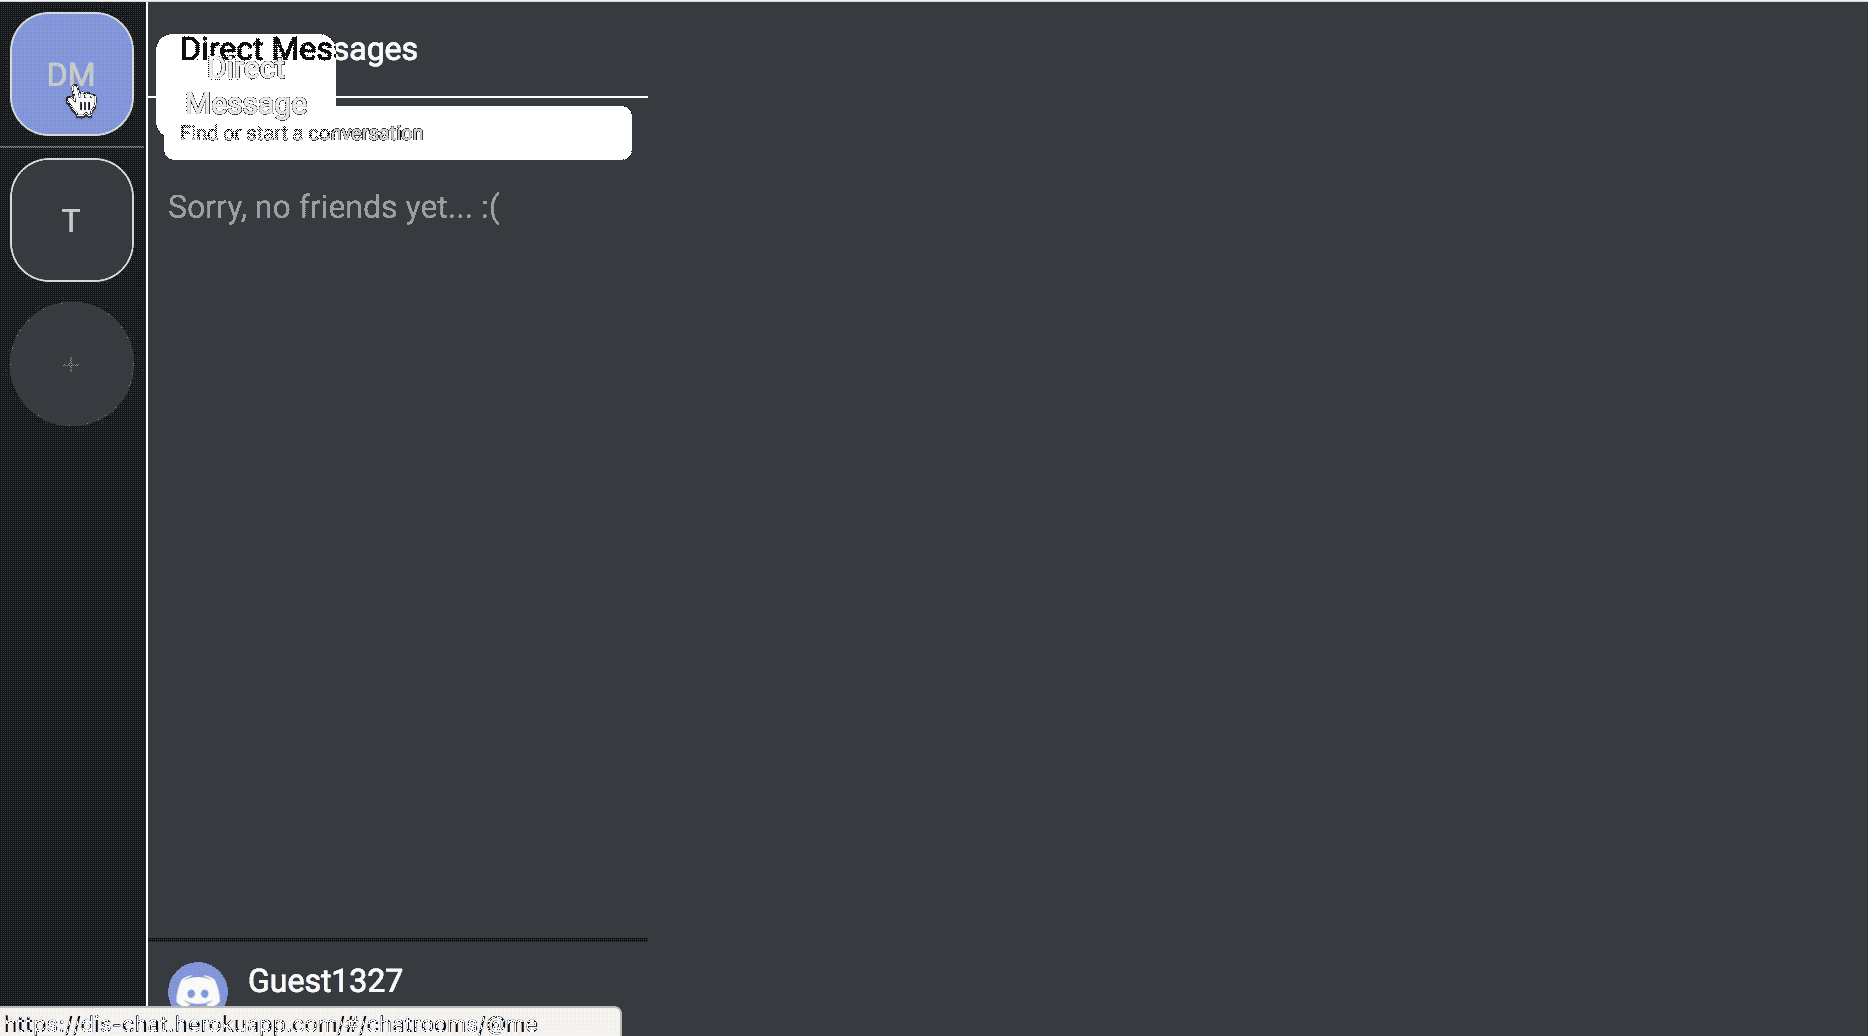 DM
T
+
Direct Messages
Direct
Message
Find or start a conversation
Sorry, no friends yet... :(
Guest1327
https://dis-chat.herokuapp.com/#/chatrooms/@me